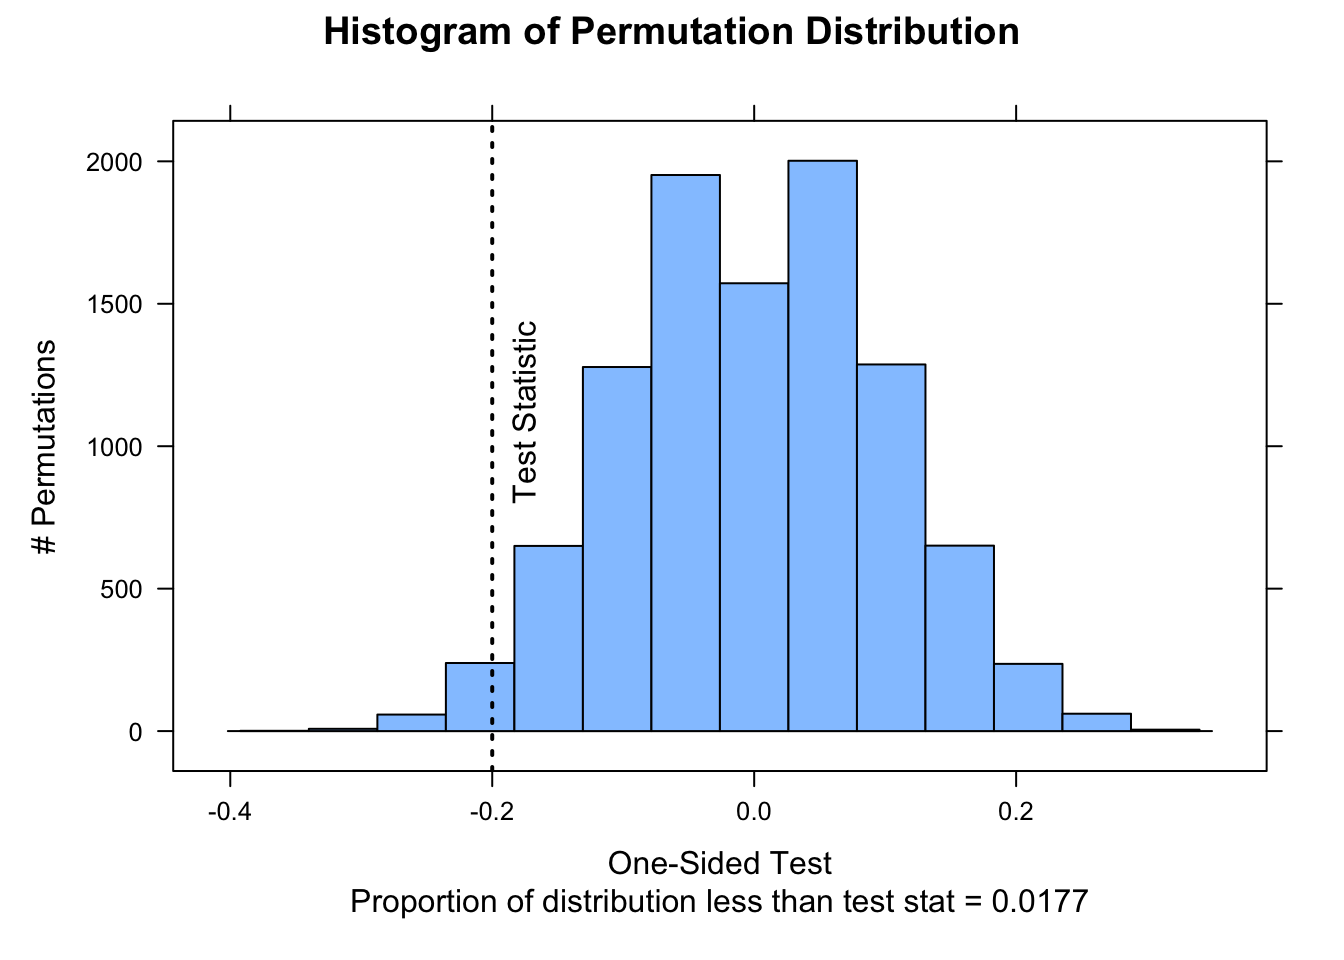 Histogram of Permutation Distribution
2000
1500
1000
500
0
# Permutations
Test Statistic
-0.4
-0.2
0.0
0.2
One-Sided Test
Proportion of distribution less than test stat = 0.0177